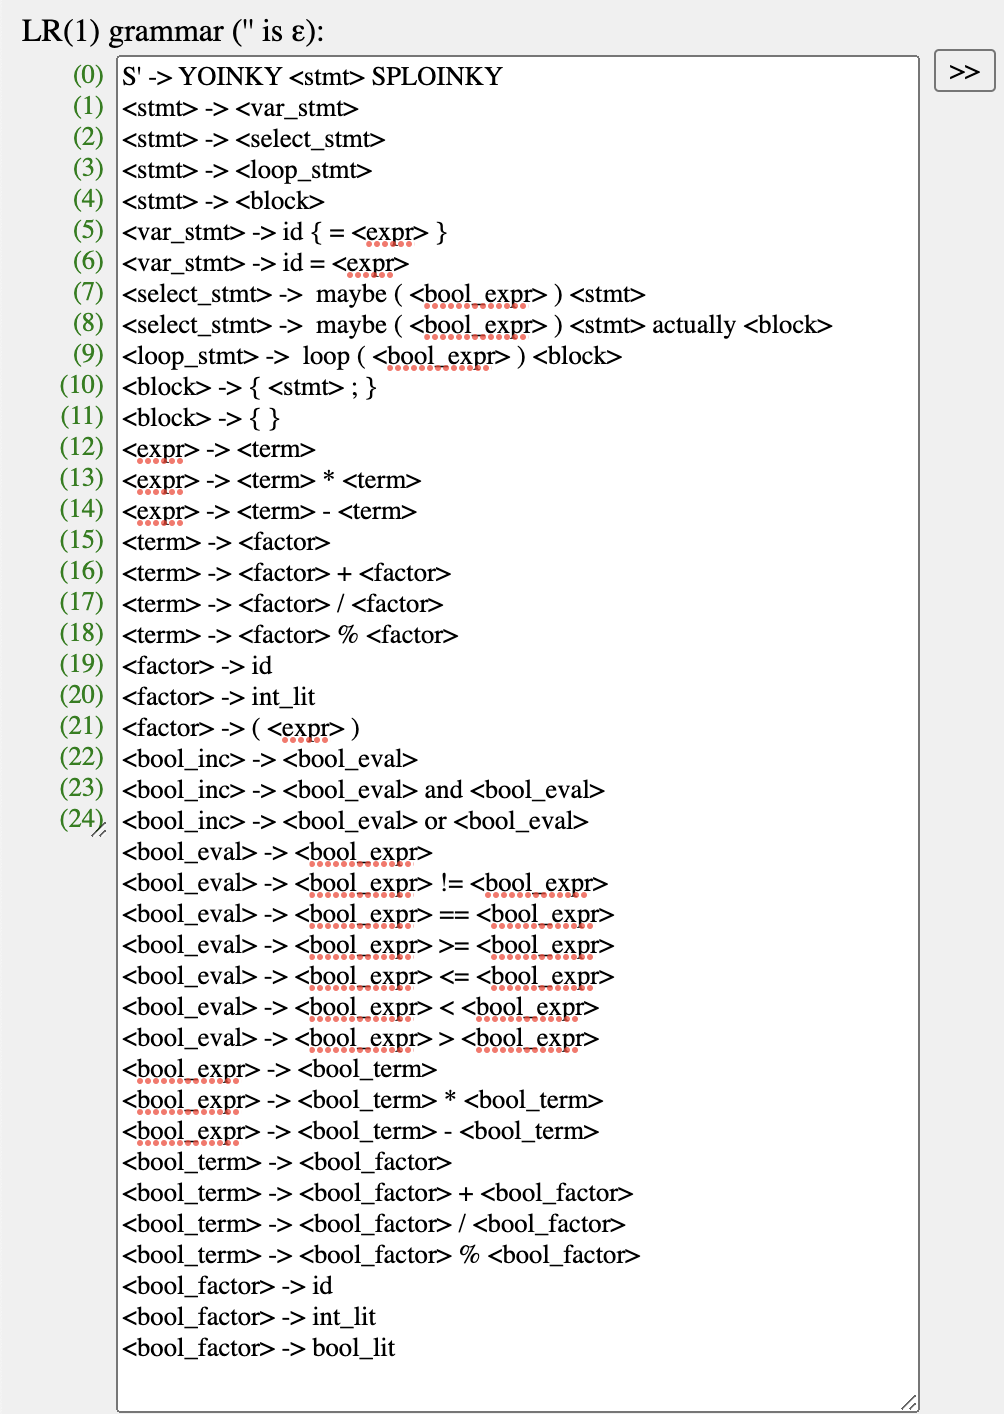 LR(1) grammar ('' is ε):
>>
(0) S' -> YOINKY <stmt> SPLOINKY
(1) <stmt> -> <var_stmt>
(2) <stmt> -> <select_stmt>
(3) <stmt> -> <loop_stmt>
(4) <stmt> -> <block>
(5) <var_stmt> -> id { = <expr> }
(6) <var_stmt> -> id = <expr>
(7) <select_stmt> ->  maybe ( <bool_expr> ) <stmt>
(8) <select_stmt> ->  maybe ( <bool_expr> ) <stmt> actually <block>
(9) <loop_stmt> ->  loop ( <bool_expr> ) <block>
(10) <block> -> { <stmt> ; }
(11) <block> -> { }
(12) <expr> -> <term>
(13) <expr> -> <term> * <term>
(14) <expr> -> <term> - <term>
(15) <term> -> <factor>
(16) <term> -> <factor> + <factor>
(17) <term> -> <factor> / <factor>
(18) <term> -> <factor> % <factor>
(19) <factor> -> id
(20) <factor> -> int_lit
(21) <factor> -> ( <expr> )
(22) <bool_inc> -> <bool_eval>
(23) <bool_inc> -> <bool_eval> and <bool_eval>
(24) <bool_inc> -> <bool_eval> or <bool_eval>
<bool_eval> -> <bool_expr>
<bool_eval> -> <bool_expr> != <bool_expr>
<bool_eval> -> <bool_expr> == <bool_expr>
<bool_eval> -> <bool_expr> >= <bool_expr>
<bool_eval> -> <bool_expr> <= <bool_expr>
<bool_eval> -> <bool_expr> < <bool_expr>
<bool_eval> -> <bool_expr> > <bool_expr>
<bool_expr> -> <bool_term>
<bool_expr> -> <bool_term> * <bool_term>
<bool_expr> -> <bool_term> - <bool_term>
<bool_term> -> <bool_factor>
<bool_term> -> <bool_factor> + <bool_factor>
<bool_term> -> <bool_factor> / <bool_factor>
<bool_term> -> <bool_factor> % <bool_factor>
<bool_factor> -> id
<bool_factor> -> int_lit
<bool_factor> -> bool_lit